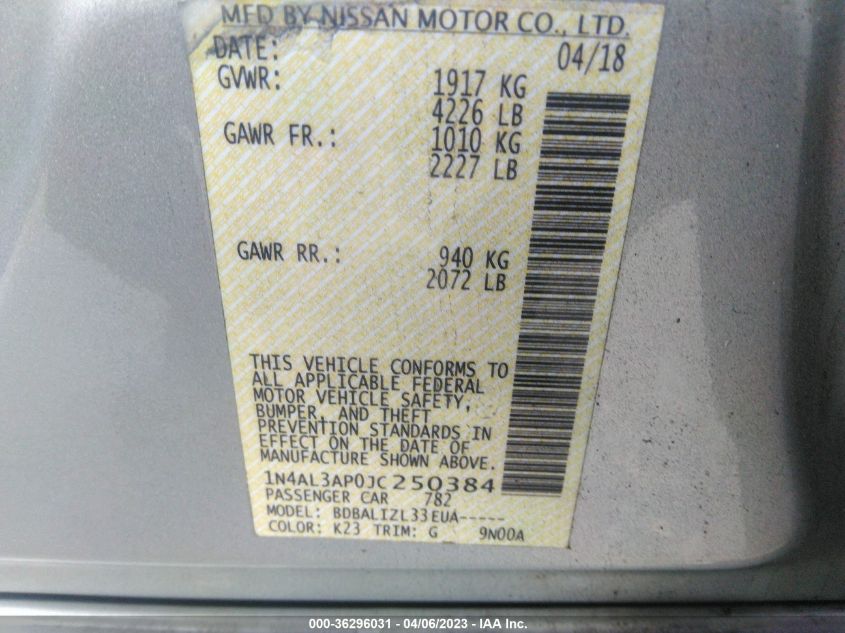 MFD BY NISSAN MOTOR CO., LTD.
DATE: 04/18
GVWR: 1917 KG
4226 LB
GAWR FR.: 1010 KG
2227 LB
GAWR RR.: 940 KG
2072 LB
THIS VEHICLE CONFORMS TO
ALL APPLICABLE FEDERAL
MOTOR VEHICLE SAFETY,
BUMPER, AND THEFT
PREVENTION STANDARDS IN
EFFECT ON THE DATE OF
MANUFACTURE SHOWN ABOVE.
1N4AL3AP0JC250384
PASSENGER CAR 782
MODEL: BDBALIZL33EUA-----
COLOR: K23 TRIM: G 9N00A
000-36296031 - 04/06/2023 - IAA Inc.